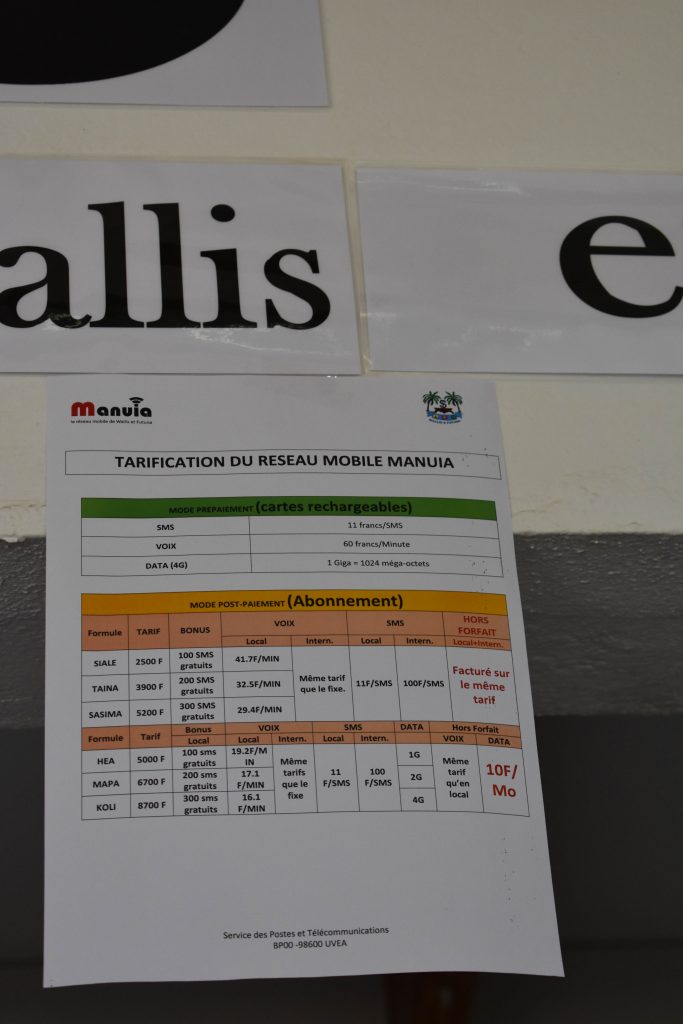 allis e
manuia
le réseau mobile de Wallis et Futuna
TARIFICATION DU RESEAU MOBILE MANUIA
MODE PREPAIEMENT (cartes rechargeables)
SMS 11 francs/SMS
VOIX 60 francs/Minute
DATA (4G) 1 Giga = 1024 méga-octets
MODE POST-PAIEMENT (Abonnement)
Formule TARIF BONUS VOIX SMS HORS FORFAIT
Local Intern. Local Intern. Local+Intern.
SIALE 2500 F 100 SMS gratuits 41.7F/MIN Même tarif que le fixe. 11F/SMS 100F/SMS Facturé sur le même tarif
TAINA 3900 F 200 SMS gratuits 32.5F/MIN
SASIMA 5200 F 300 SMS gratuits 29.4F/MIN
Formule Tarif Bonus VOIX SMS DATA Hors Forfait
Local Local Intern. Local Intern. VOIX DATA
HEA 5000 F 100 sms gratuits 19.2F/MIN Même tarifs que le fixe 11 F/SMS 100 F/SMS 1G Même tarif qu'en local 10F/Mo
MAPA 6700 F 200 sms gratuits 17.1 F/MIN 2G
KOLI 8700 F 300 sms gratuits 16.1 F/MIN 4G
Service des Postes et Télécommunications
BP00 -98600 UVEA